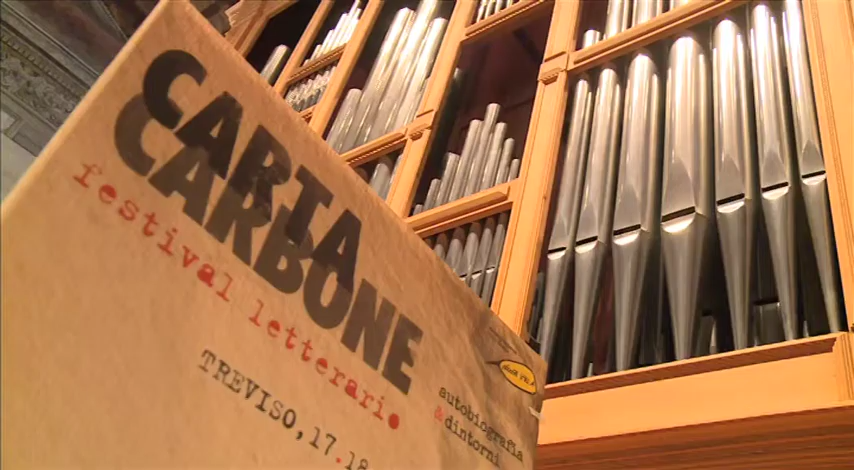 CARTA
CARBONE
festival letterario
TREVISO, 17.18
autobiografia
& dintorni